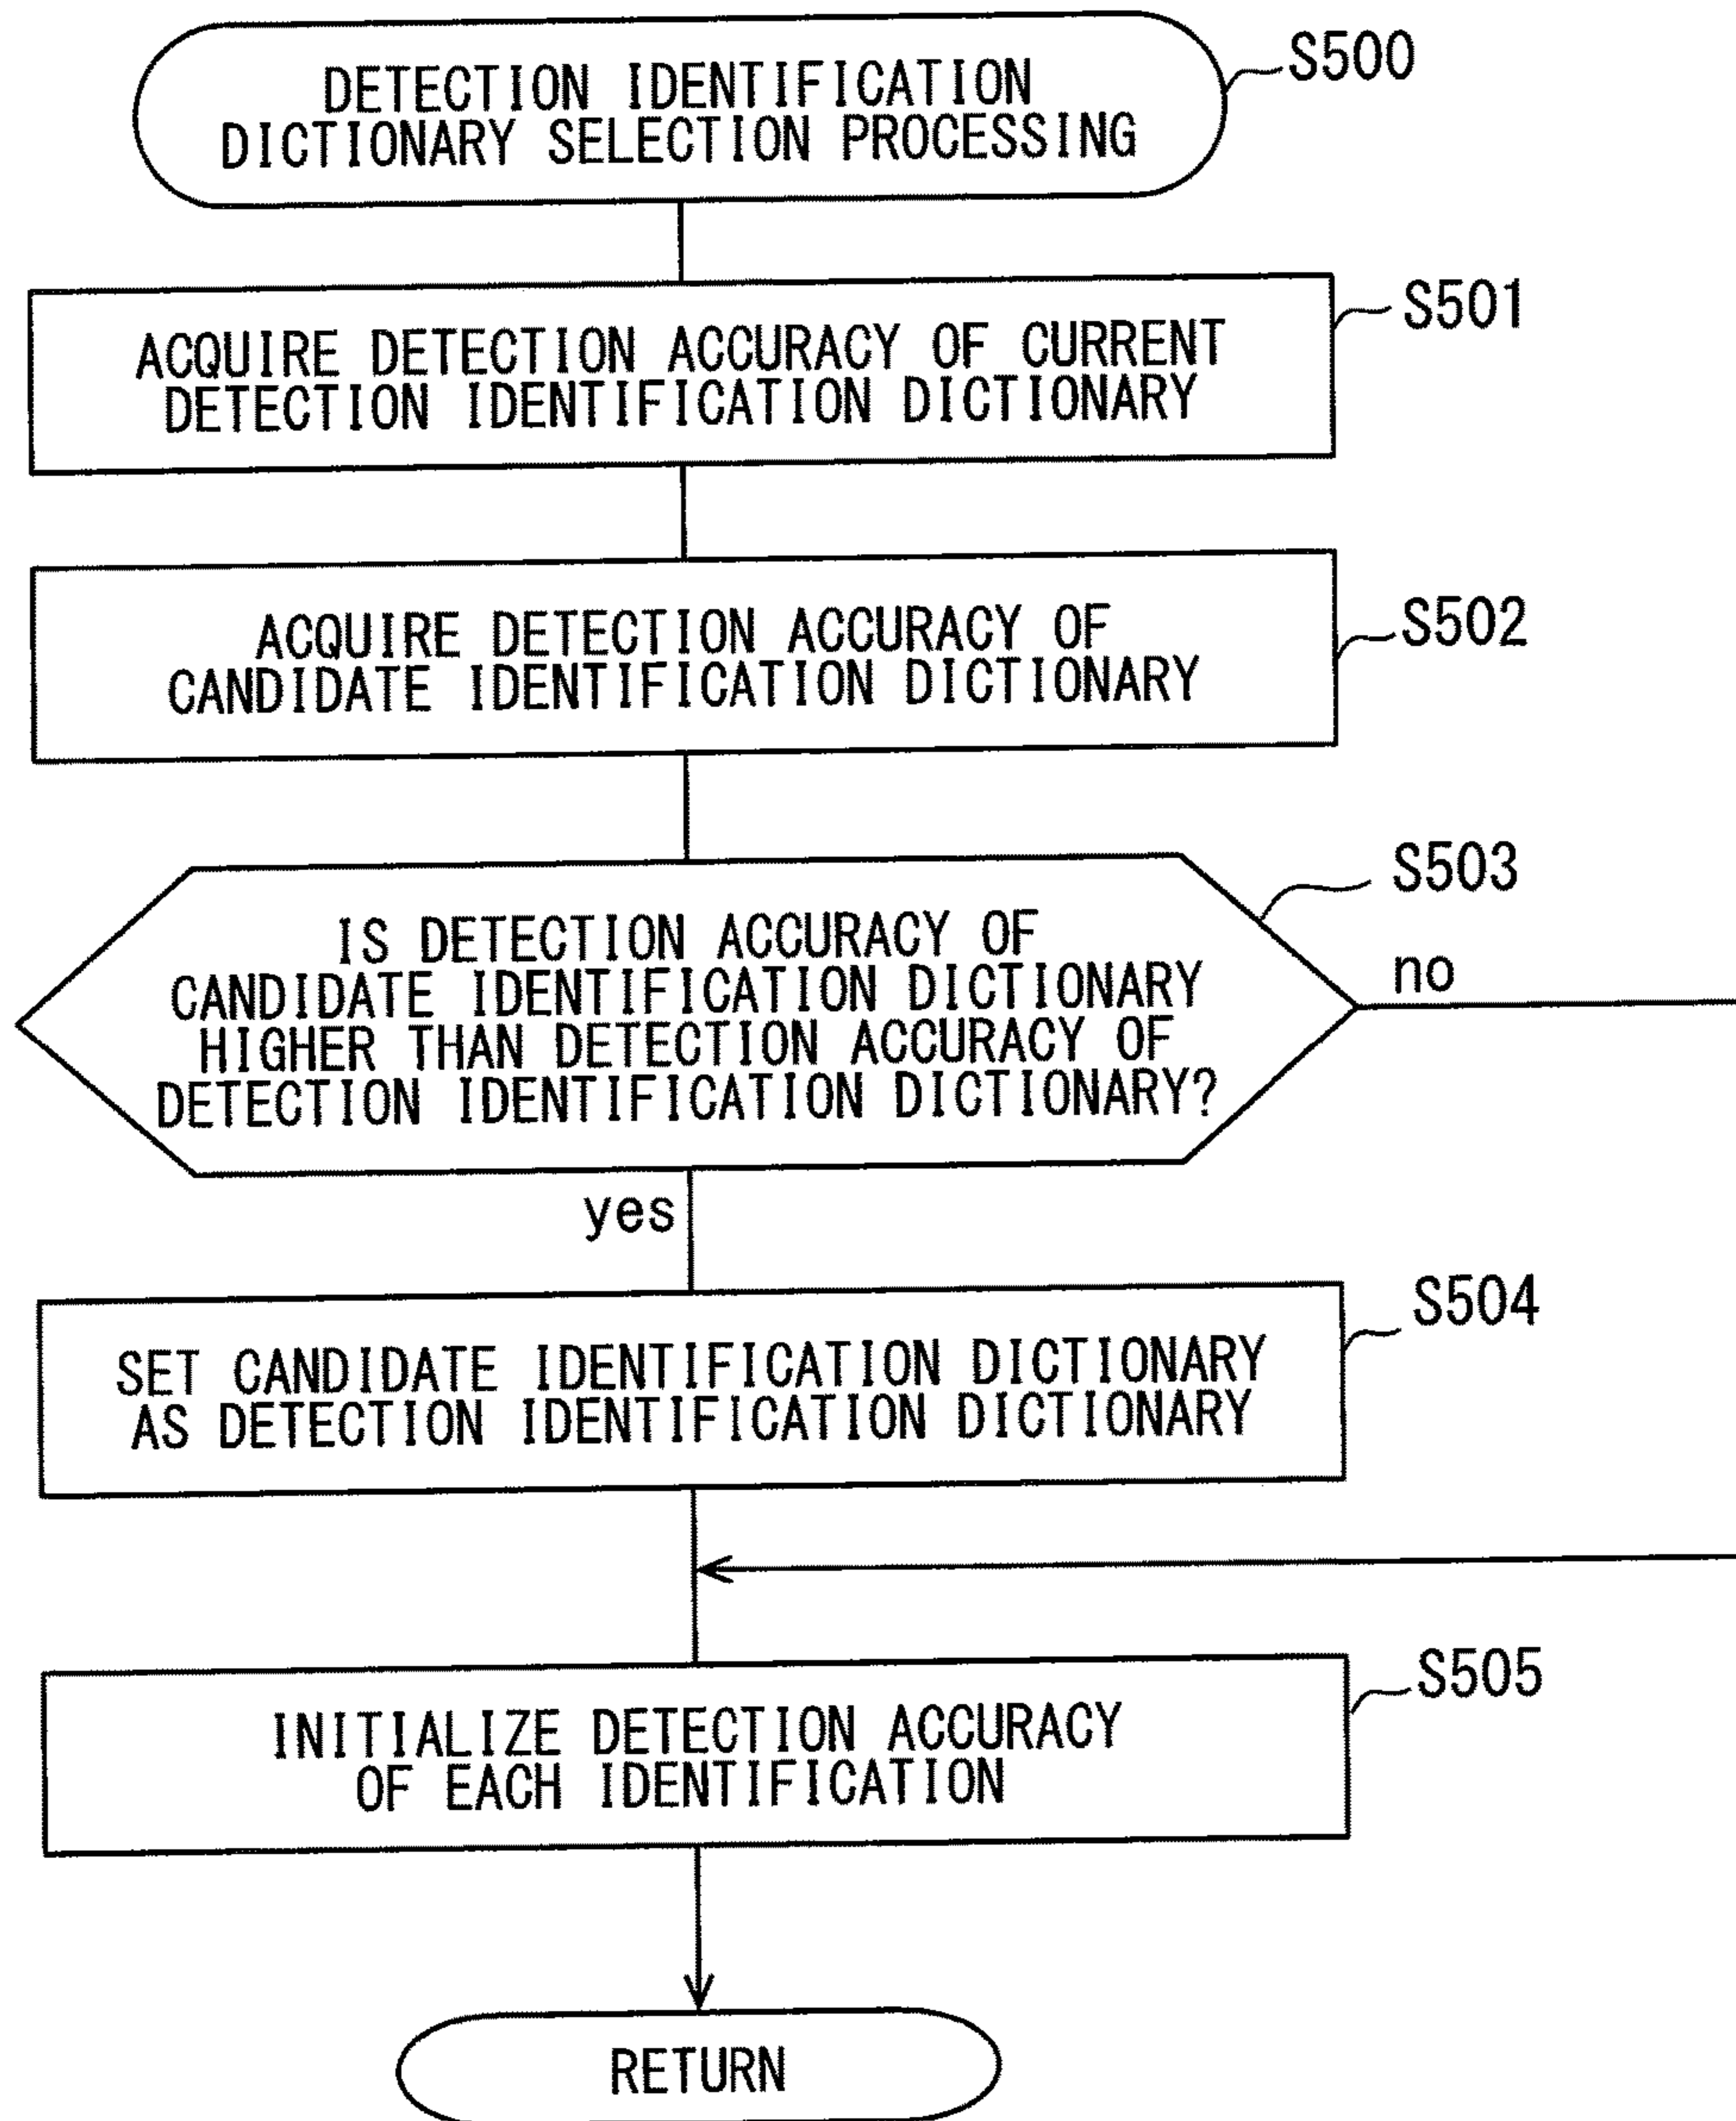 DETECTION IDENTIFICATION
DICTIONARY SELECTION PROCESSING
S500
ACQUIRE DETECTION ACCURACY OF CURRENT
DETECTION IDENTIFICATION DICTIONARY
S501
ACQUIRE DETECTION ACCURACY OF
CANDIDATE IDENTIFICATION DICTIONARY
S502
IS DETECTION ACCURACY OF
CANDIDATE IDENTIFICATION DICTIONARY
HIGHER THAN DETECTION ACCURACY OF
DETECTION IDENTIFICATION DICTIONARY?
S503
no
yes
SET CANDIDATE IDENTIFICATION DICTIONARY
AS DETECTION IDENTIFICATION DICTIONARY
S504
INITIALIZE DETECTION ACCURACY
OF EACH IDENTIFICATION
S505
RETURN